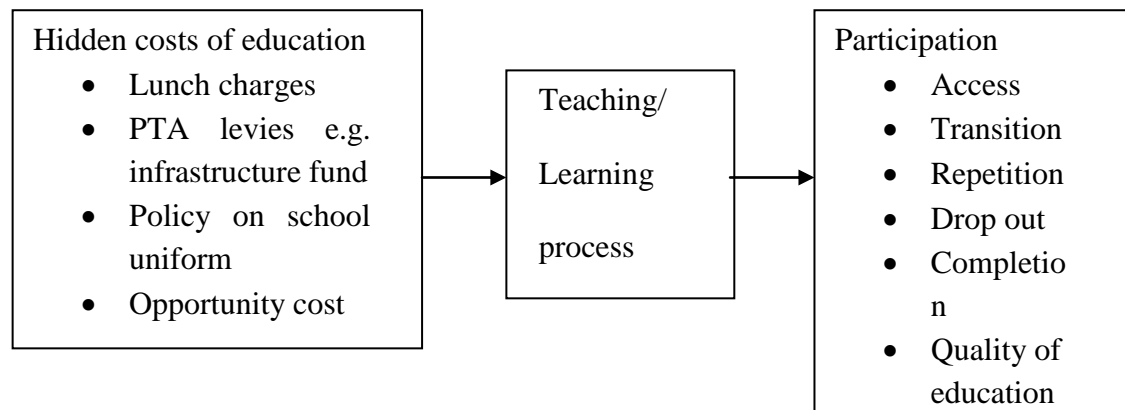 Hidden costs of education
• Lunch charges
• PTA levies e.g.
infrastructure fund
• Policy on school
uniform
• Opportunity cost
Teaching/
Learning
process
Participation
• Access
• Transition
• Repetition
• Drop out
• Completio
n
• Quality of
education